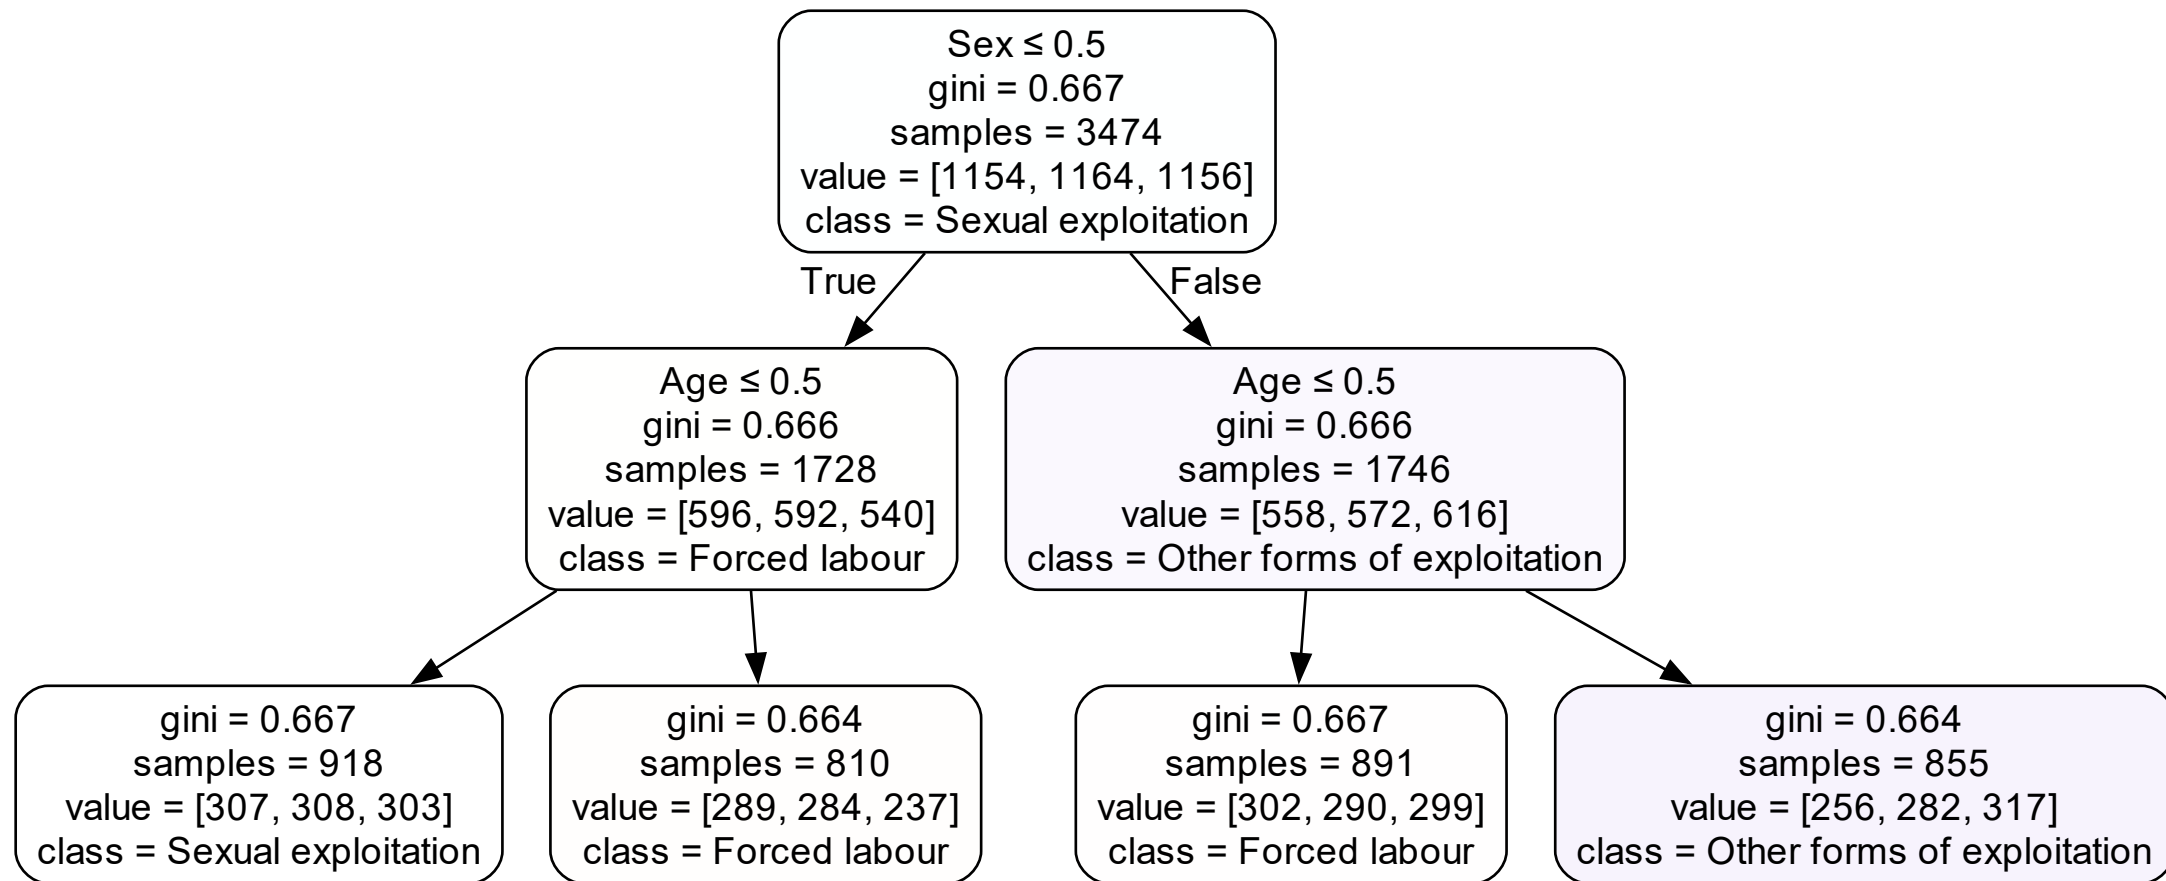 Sex ≤ 0.5
gini = 0.667
samples = 3474
value = [1154, 1164, 1156]
class = Sexual exploitation
True
False
Age ≤ 0.5
gini = 0.666
samples = 1728
value = [596, 592, 540]
class = Forced labour
Age ≤ 0.5
gini = 0.666
samples = 1746
value = [558, 572, 616]
class = Other forms of exploitation
gini = 0.667
samples = 918
value = [307, 308, 303]
class = Sexual exploitation
gini = 0.664
samples = 810
value = [289, 284, 237]
class = Forced labour
gini = 0.667
samples = 891
value = [302, 290, 299]
class = Forced labour
gini = 0.664
samples = 855
value = [256, 282, 317]
class = Other forms of exploitation